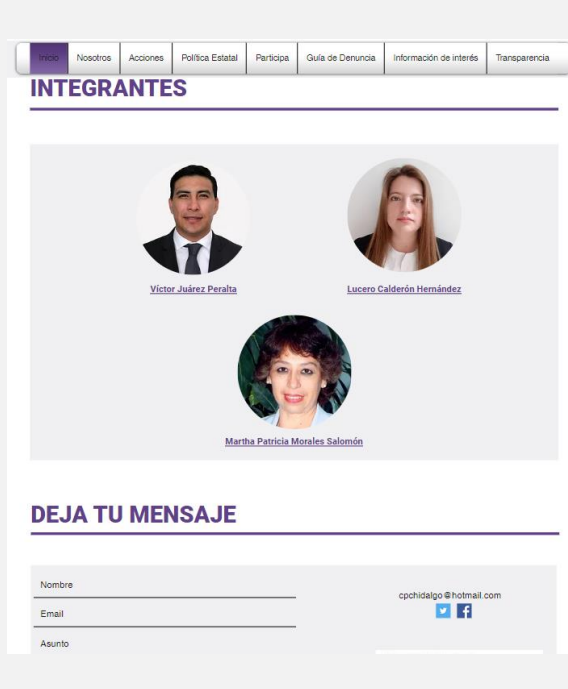 Inicio Nosotros Acciones Política Estatal Participa Guía de Denuncia Información de interés Transparencia
INTEGRANTES
Víctor Juárez Peralta Lucero Calderón Hernández
Martha Patricia Morales Salomón
DEJA TU MENSAJE
Nombre
cpchidalgo@hotmail.com
Email
Asunto